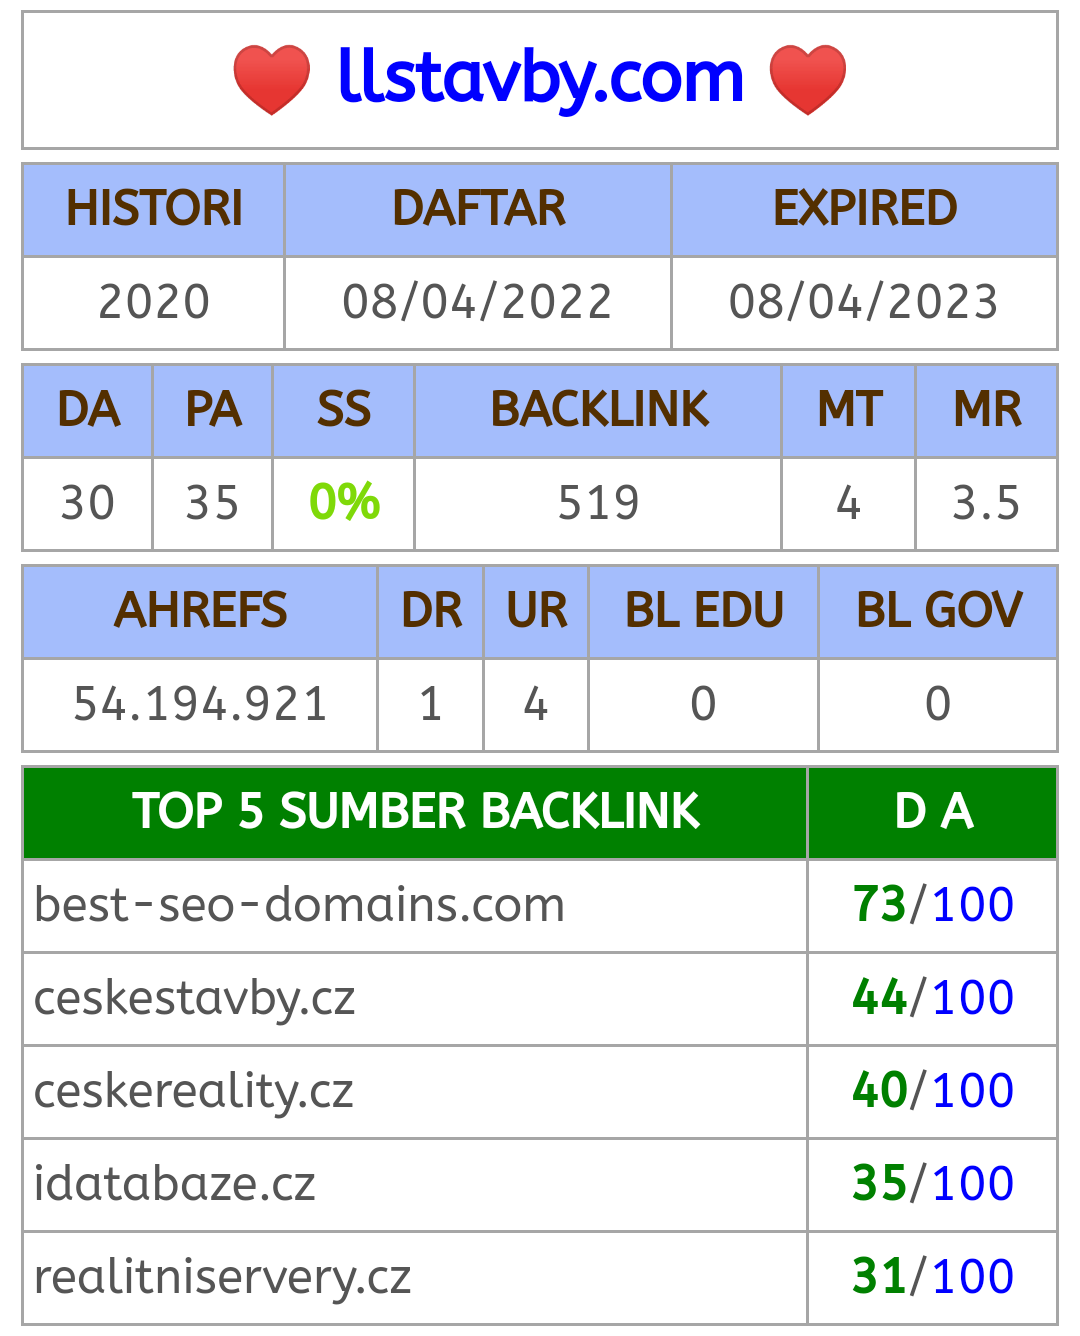 llstavby.com
HISTORI DAFTAR EXPIRED
2020 08/04/2022 08/04/2023
DA PA SS BACKLINK MT MR
30 35 0% 519 4 3.5
AHREFS DR UR BL EDU BL GOV
54.194.921 1 4 0 0
TOP 5 SUMBER BACKLINK D A
best-seo-domains.com 73/100
ceskestavby.cz 44/100
ceskereality.cz 40/100
idatabaze.cz 35/100
realitniservery.cz 31/100